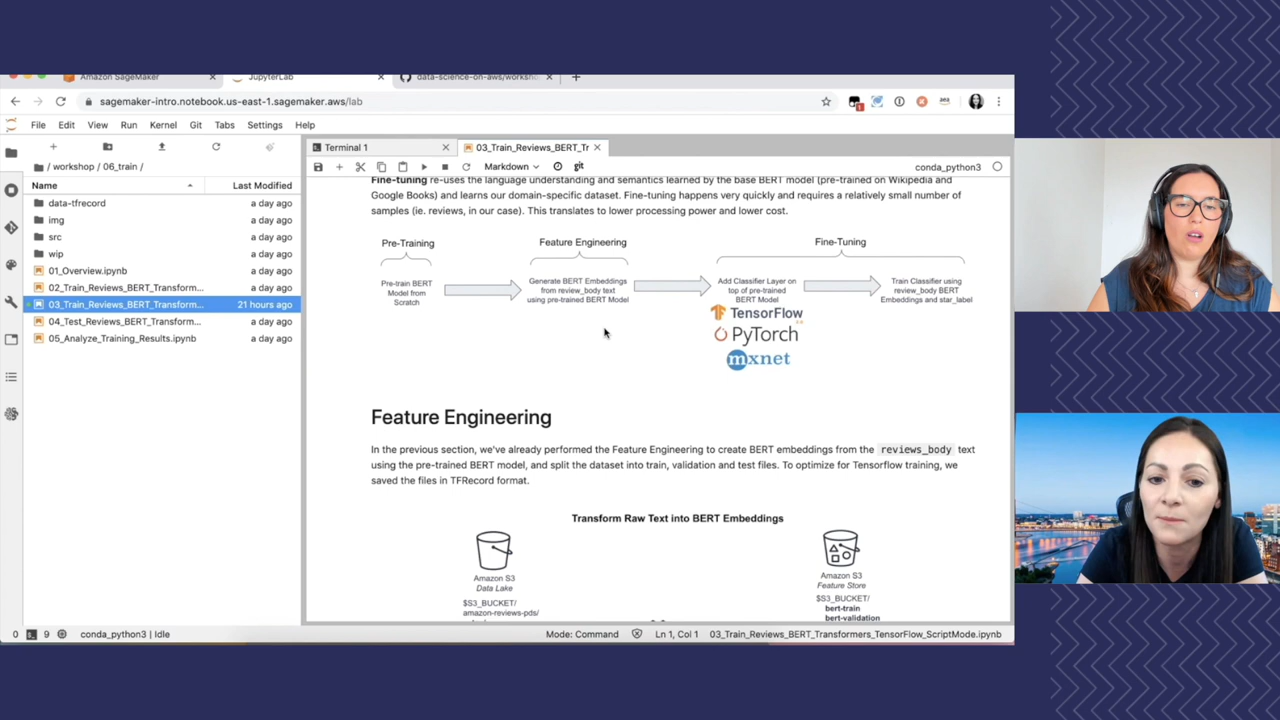 Amazon SageMaker
JupyterLab
data-science-on-aws/worksh
sagemaker-intro.notebook.us-east-1.sagemaker.aws/lab
File Edit View Run Kernel Git Tabs Settings Help
Terminal 1
03_Train_Reviews_BERT_Tr
/ workshop / 06_train /
Markdown
git
conda_python3
Name Last Modified
data-tfrecord a day ago
img a day ago
src a day ago
wip a day ago
01_Overview.ipynb a day ago
02_Train_Reviews_BERT_Transform... a day ago
03_Train_Reviews_BERT_Transform... 21 hours ago
04_Test_Reviews_BERT_Transform... a day ago
05_Analyze_Training_Results.ipynb a day ago
Fine-tuning re-uses the language understanding and semantics learned by the base BERT model (pre-trained on Wikipedia and
Google Books) and learns our domain-specific dataset. Fine-tuning happens very quickly and requires a relatively small number of
samples (ie. reviews, in our case). This translates to lower processing power and lower cost.
Pre-Training
Feature Engineering
Fine-Tuning
Pre-train BERT
Model from
Scratch
Generate BERT Embeddings
from review_body text
using pre-trained BERT Model
Add Classifier Layer on
top of pre-trained
BERT Model
Train Classifier using
review_body BERT
Embeddings and star_label
TensorFlow
PyTorch
mxnet
Feature Engineering
In the previous section, we've already performed the Feature Engineering to create BERT embeddings from the reviews_body text
using the pre-trained BERT model, and split the dataset into train, validation and test files. To optimize for Tensorflow training, we
saved the files in TFRecord format.
Transform Raw Text into BERT Embeddings
Amazon S3
Data Lake
$S3_BUCKET/
amazon-reviews-pds/
Amazon S3
Feature Store
$S3_BUCKET/
bert-train
bert-validation
0 9 conda_python3 | Idle
Mode: Command Ln 1, Col 1 03_Train_Reviews_BERT_Transformers_TensorFlow_ScriptMode.ipynb